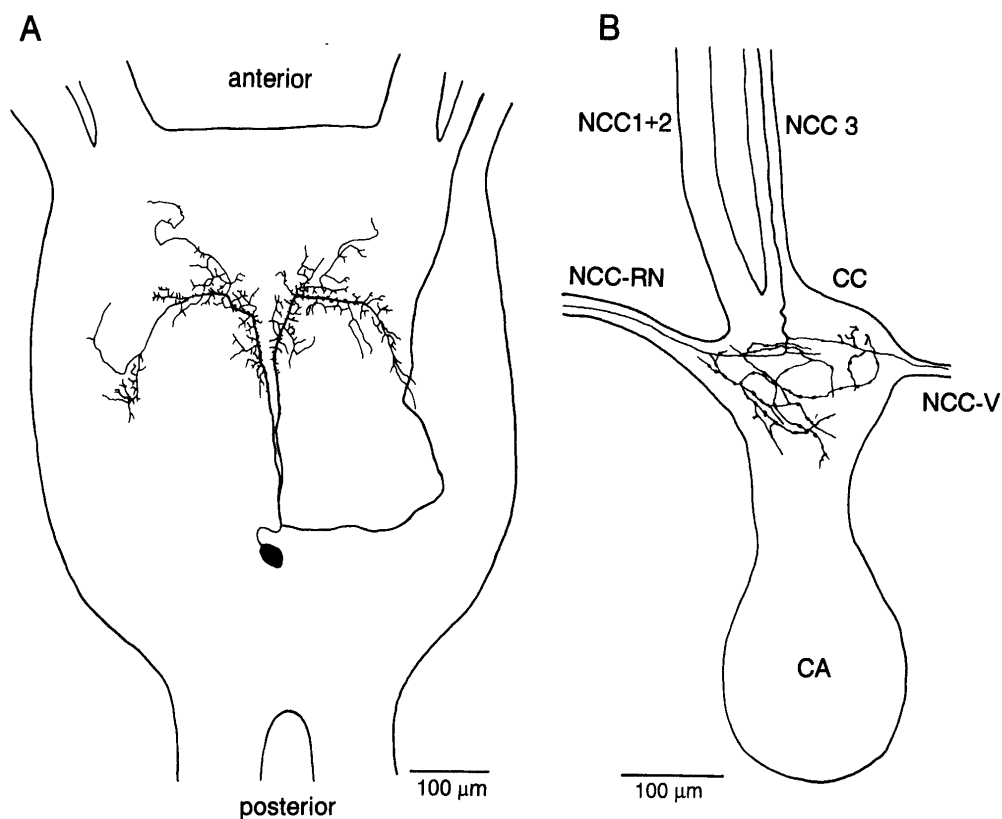 A
anterior
posterior
100 μm
B
NCC1+2
NCC 3
NCC-RN
CC
NCC-V
CA
100 μm